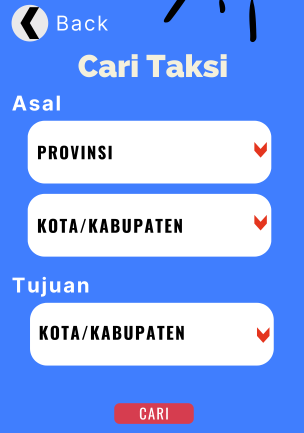 Back
Cari Taksi
Asal
PROVINSI
KOTA/KABUPATEN
Tujuan
KOTA/KABUPATEN
CARI